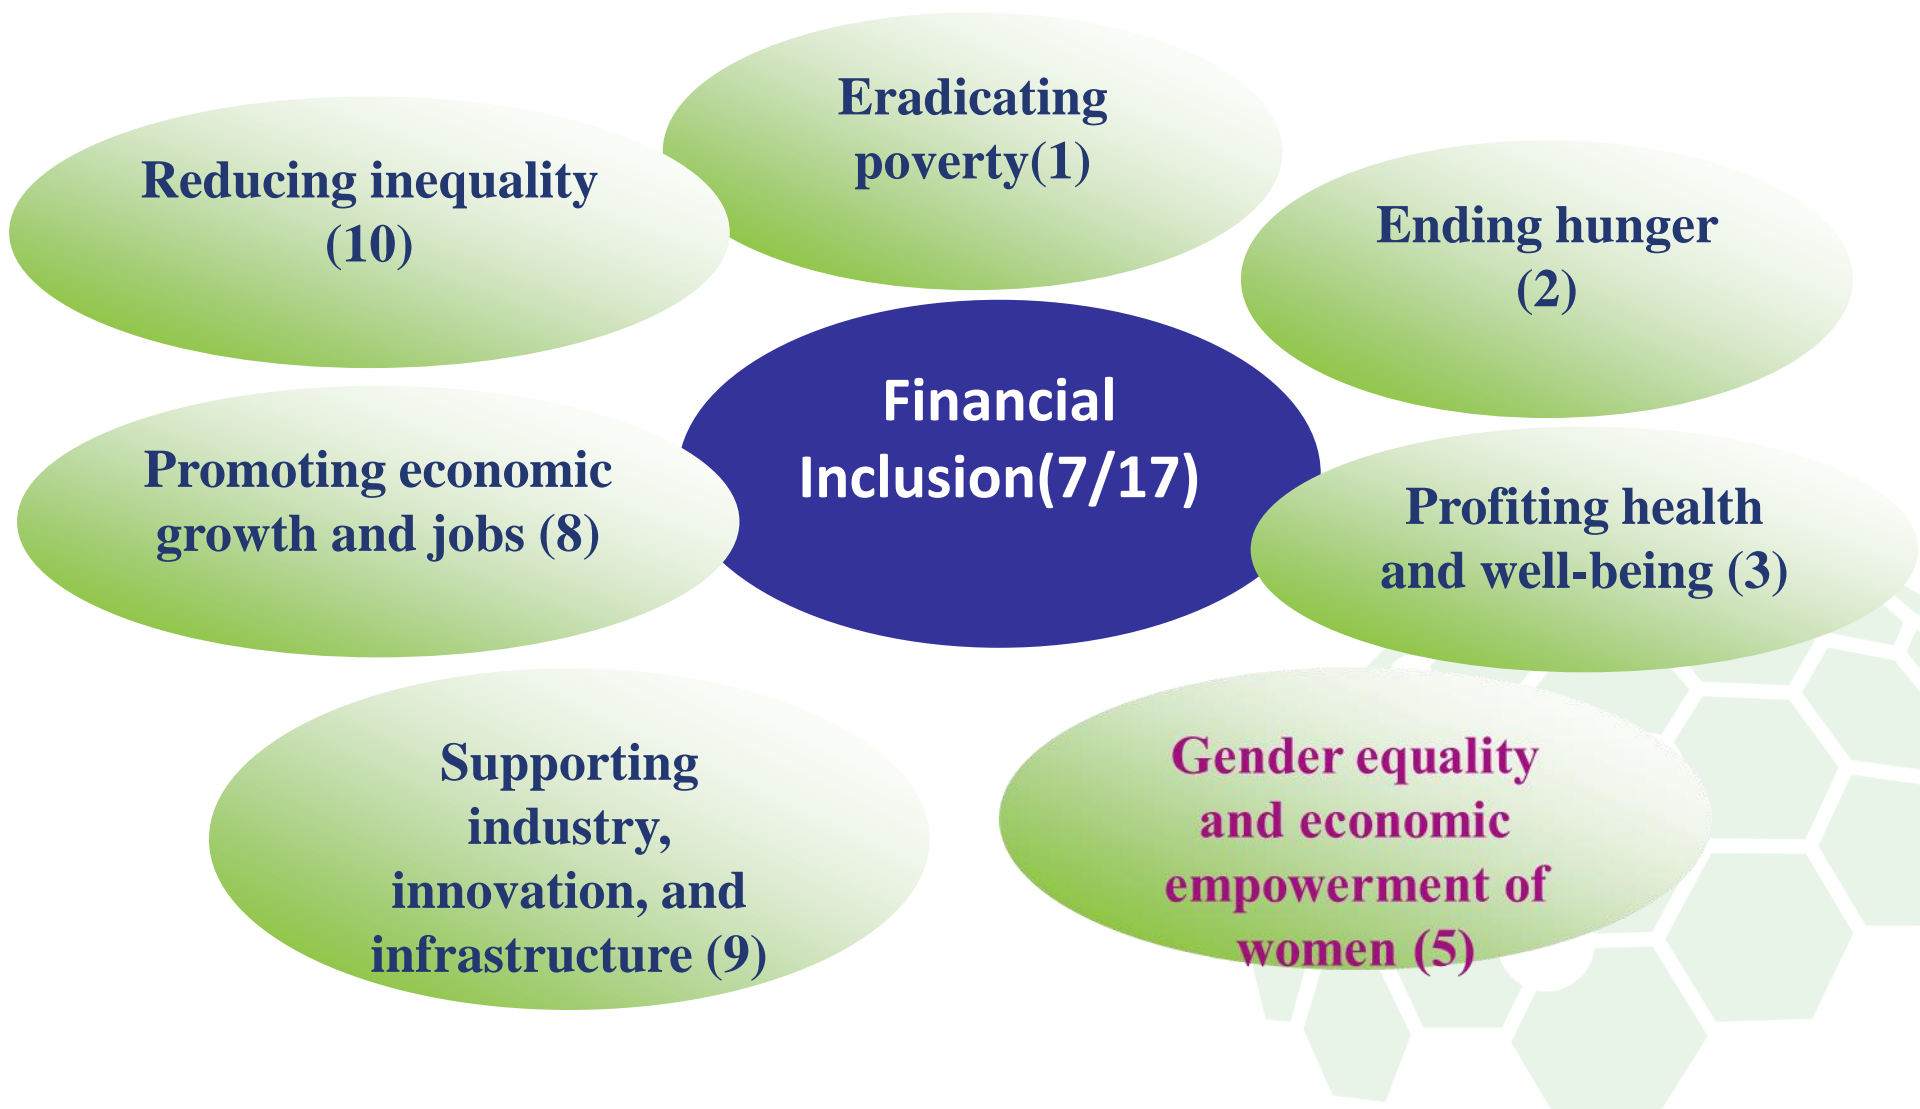 Eradicating
poverty(1)
Reducing inequality
(10)
Ending hunger
(2)
Financial
Inclusion(7/17)
Promoting economic
growth and jobs (8)
Profiting health
and well-being (3)
Supporting
industry,
innovation, and
infrastructure (9)
Gender equality
and economic
empowerment of
women (5)